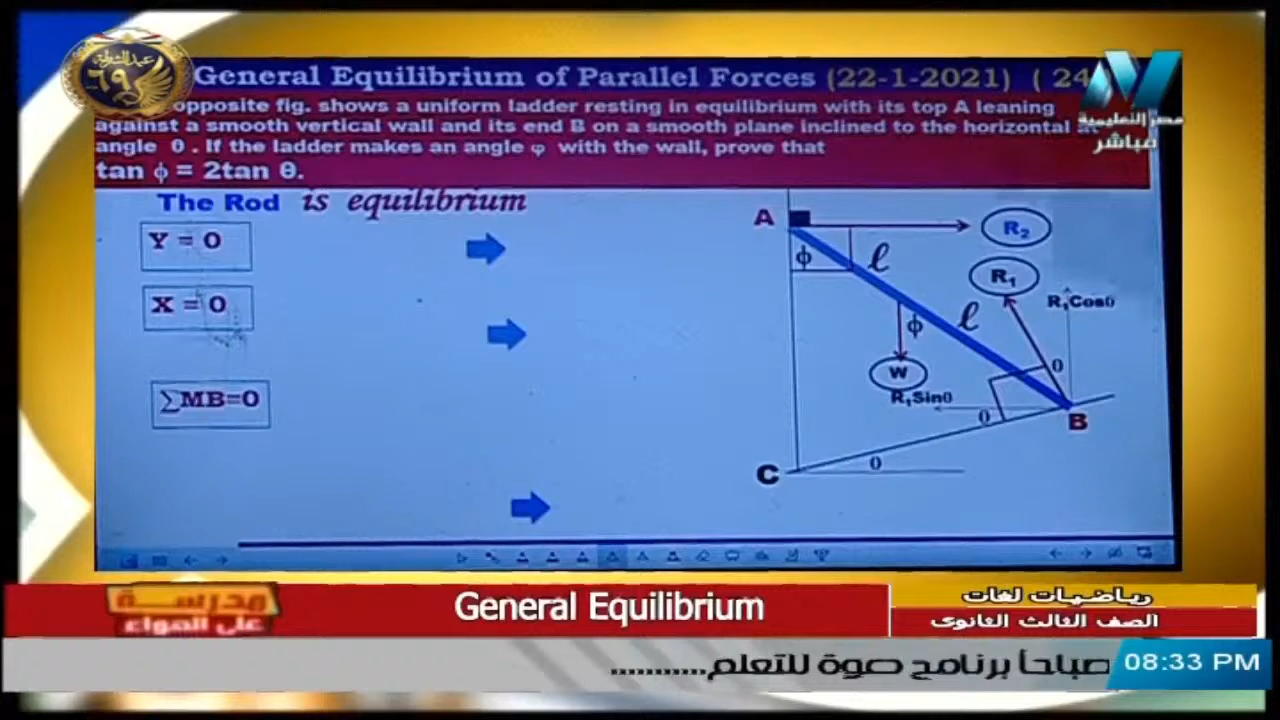 عيد الشرطة
٦٩
General Equilibrium of Parallel Forces (22-1-2021) ( 24
مصر التعليمية
مباشر
opposite fig. shows a uniform ladder resting in equilibrium with its top A leaning
against a smooth vertical wall and its end B on a smooth plane inclined to the horizontal at
angle θ . If the ladder makes an angle φ with the wall, prove that
tan ϕ = 2tan θ.
The Rod is equilibrium
Y = 0
X = 0
∑MB=0
A
R₂
ϕ
ℓ
R₁
R₁Cosθ
ϕ
ℓ
W
θ
R₁Sinθ
θ
B
C
θ
مدرسة
على الهواء
General Equilibrium
رياضيات لغات
الصف الثالث الثانوى
صباحاً برنامج صوة للتعلم...........
08:33 PM